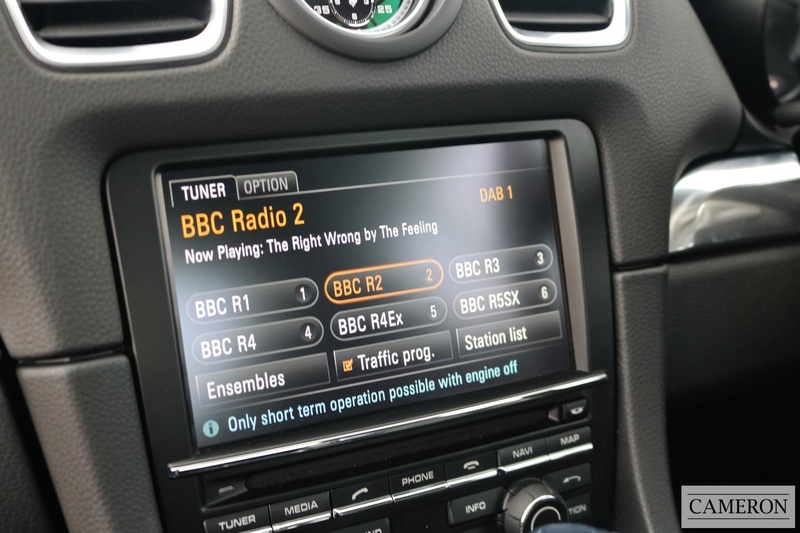 35 25
TUNER OPTION
BBC Radio 2 DAB 1
Now Playing: The Right Wrong by The Feeling
BBC R1 1 BBC R2 2 BBC R3 3
BBC R4 4 BBC R4Ex 5 BBC R5SX 6
Ensembles Traffic prog. Station list
Only short term operation possible with engine off
TUNER MEDIA PHONE NAVI MAP
INFO
CAMERON